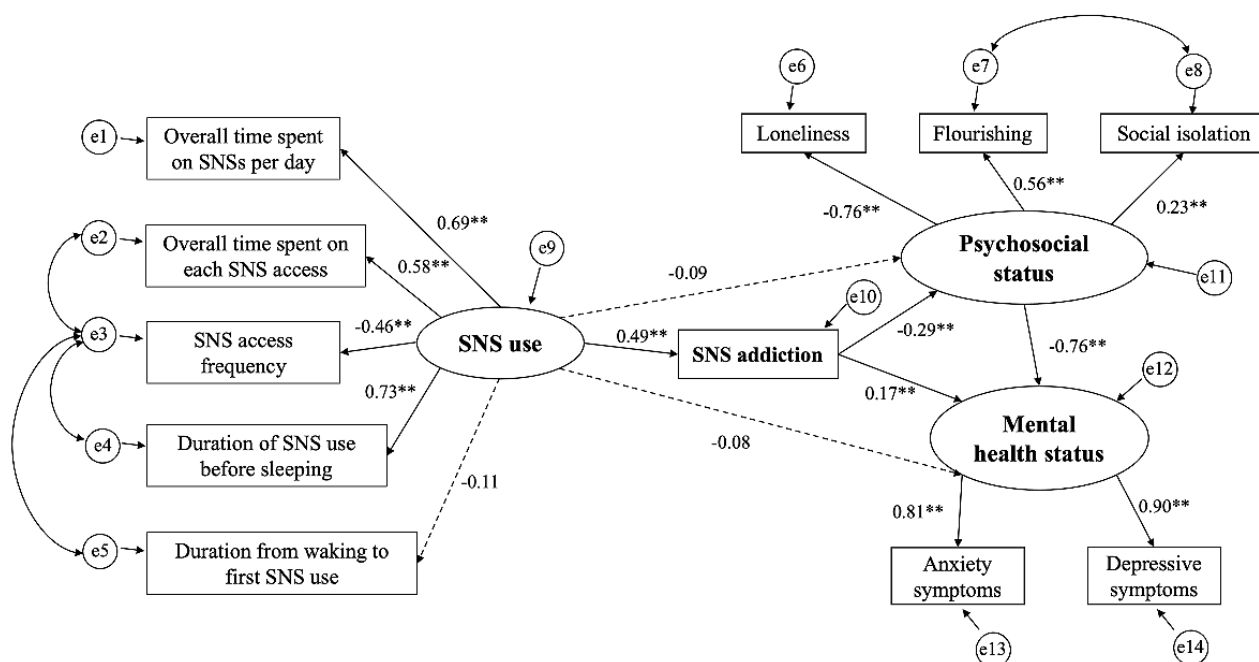 e6
e7
e8
e1
Overall time spent
on SNSs per day
Loneliness
Flourishing
Social isolation
0.69**
-0.76**
0.56**
0.23**
e2
Overall time spent on
each SNS access
0.58**
e9
-0.09
Psychosocial
status
e11
e10
e3
SNS access
frequency
-0.46**
SNS use
0.49**
SNS addiction
-0.29**
-0.76**
0.73**
0.17**
e12
e4
Duration of SNS use
before sleeping
-0.08
Mental
health status
-0.11
e5
Duration from waking to
first SNS use
0.81**
0.90**
Anxiety
symptoms
Depressive
symptoms
e13
e14